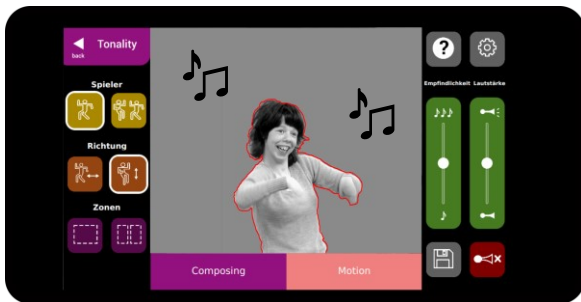 Tonality
back
Spieler
Richtung
Zonen
Composing
Motion
?
Empfindlichkeit Lautstärke